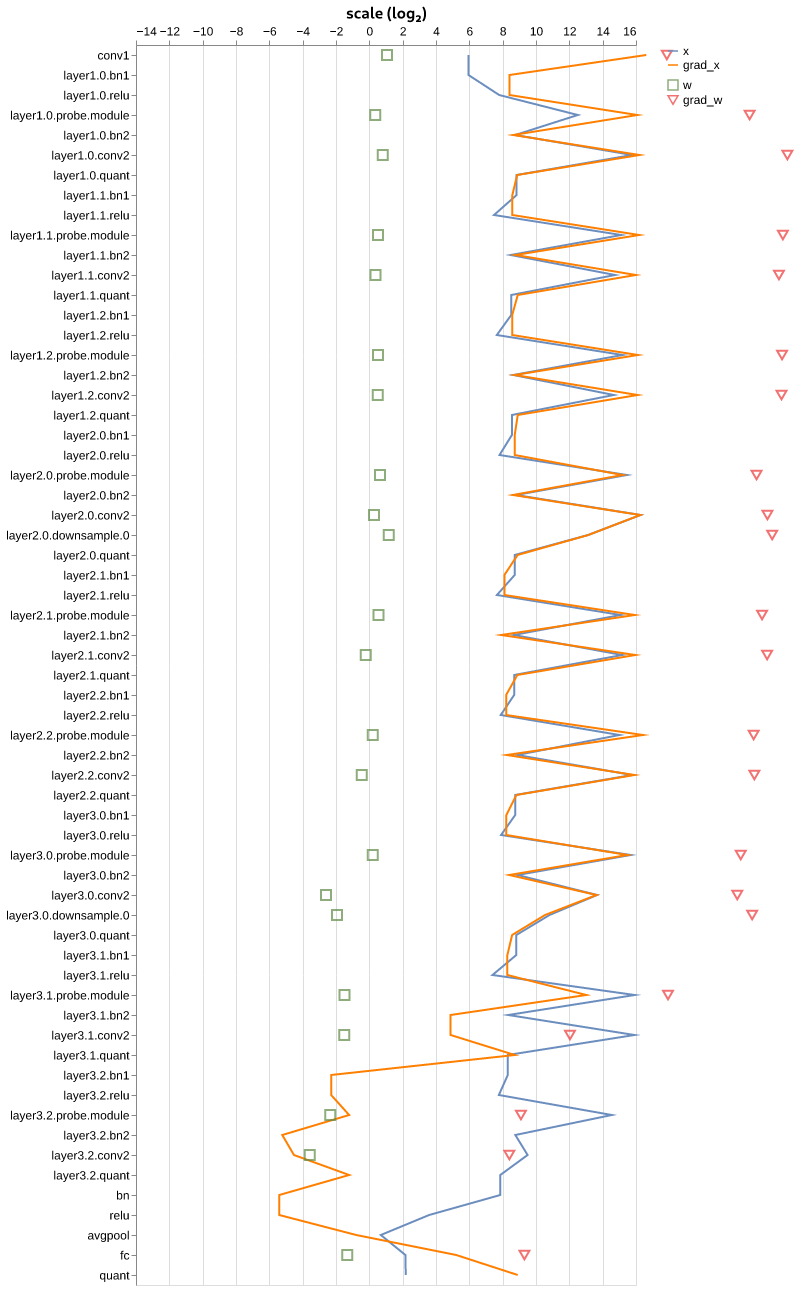 scale (log₂)
−14 −12 −10 −8 −6 −4 −2 0 2 4 6 8 10 12 14 16
x
grad_x
w
grad_w
conv1
layer1.0.bn1
layer1.0.relu
layer1.0.probe.module
layer1.0.bn2
layer1.0.conv2
layer1.0.quant
layer1.1.bn1
layer1.1.relu
layer1.1.probe.module
layer1.1.bn2
layer1.1.conv2
layer1.1.quant
layer1.2.bn1
layer1.2.relu
layer1.2.probe.module
layer1.2.bn2
layer1.2.conv2
layer1.2.quant
layer2.0.bn1
layer2.0.relu
layer2.0.probe.module
layer2.0.bn2
layer2.0.conv2
layer2.0.downsample.0
layer2.0.quant
layer2.1.bn1
layer2.1.relu
layer2.1.probe.module
layer2.1.bn2
layer2.1.conv2
layer2.1.quant
layer2.2.bn1
layer2.2.relu
layer2.2.probe.module
layer2.2.bn2
layer2.2.conv2
layer2.2.quant
layer3.0.bn1
layer3.0.relu
layer3.0.probe.module
layer3.0.bn2
layer3.0.conv2
layer3.0.downsample.0
layer3.0.quant
layer3.1.bn1
layer3.1.relu
layer3.1.probe.module
layer3.1.bn2
layer3.1.conv2
layer3.1.quant
layer3.2.bn1
layer3.2.relu
layer3.2.probe.module
layer3.2.bn2
layer3.2.conv2
layer3.2.quant
bn
relu
avgpool
fc
quant